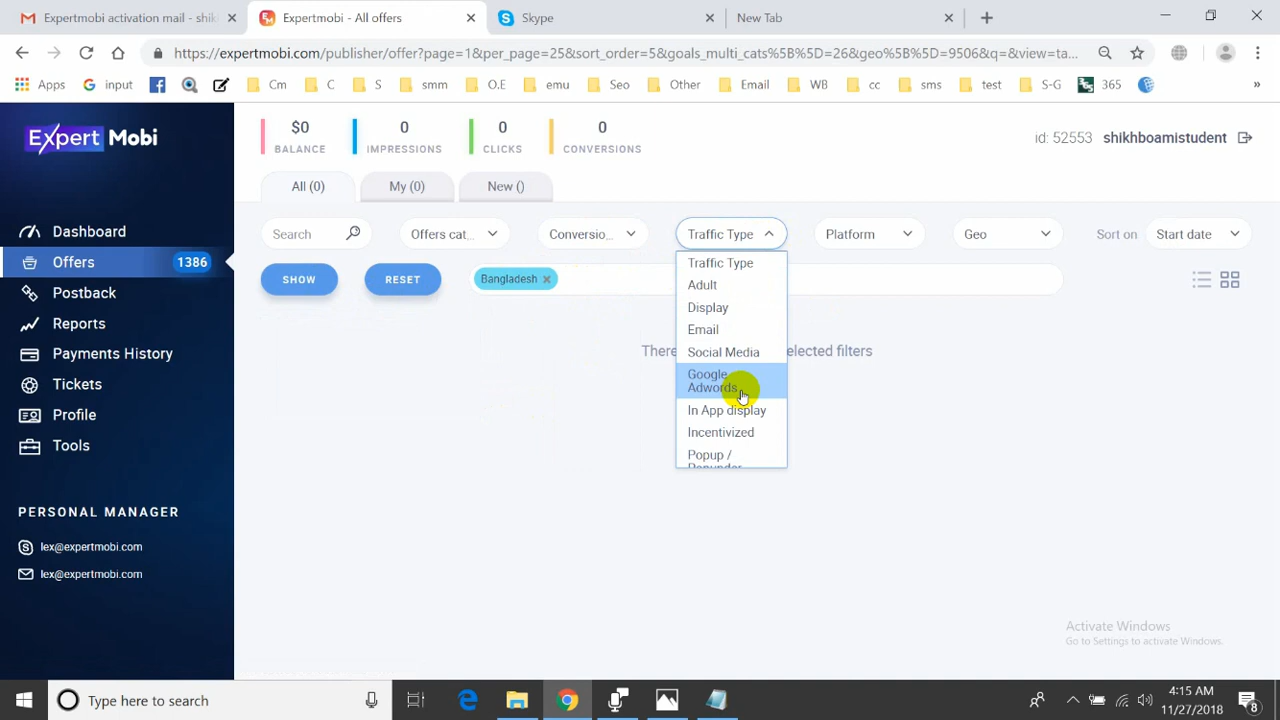 Expertmobi activation mail - shik
Expertmobi - All offers
Skype
New Tab
https://expertmobi.com/publisher/offer?page=1&per_page=25&sort_order=5&goals_multi_cats%5B%5D=26&geo%5B%5D=9506&q=&view=ta...
Apps
input
Cm
C
S
smm
O.E
emu
Seo
Other
Email
WB
cc
sms
test
S-G
365
»
Expert Mobi
$0
BALANCE
0
IMPRESSIONS
0
CLICKS
0
CONVERSIONS
id: 52553 shikhboamistudent
All (0)
My (0)
New ()
Dashboard
Offers 1386
Postback
Reports
Payments History
Tickets
Profile
Tools
PERSONAL MANAGER
lex@expertmobi.com
lex@expertmobi.com
Search
Offers cat...
Conversio...
Traffic Type
Platform
Geo
Sort on
Start date
SHOW
RESET
Bangladesh ×
Traffic Type
Adult
Display
Email
Social Media
Google
Adwords
In App display
Incentivized
Popup /
Popunder
There elected filters
Activate Windows
Go to Settings to activate Windows.
Type here to search
4:15 AM
11/27/2018
8